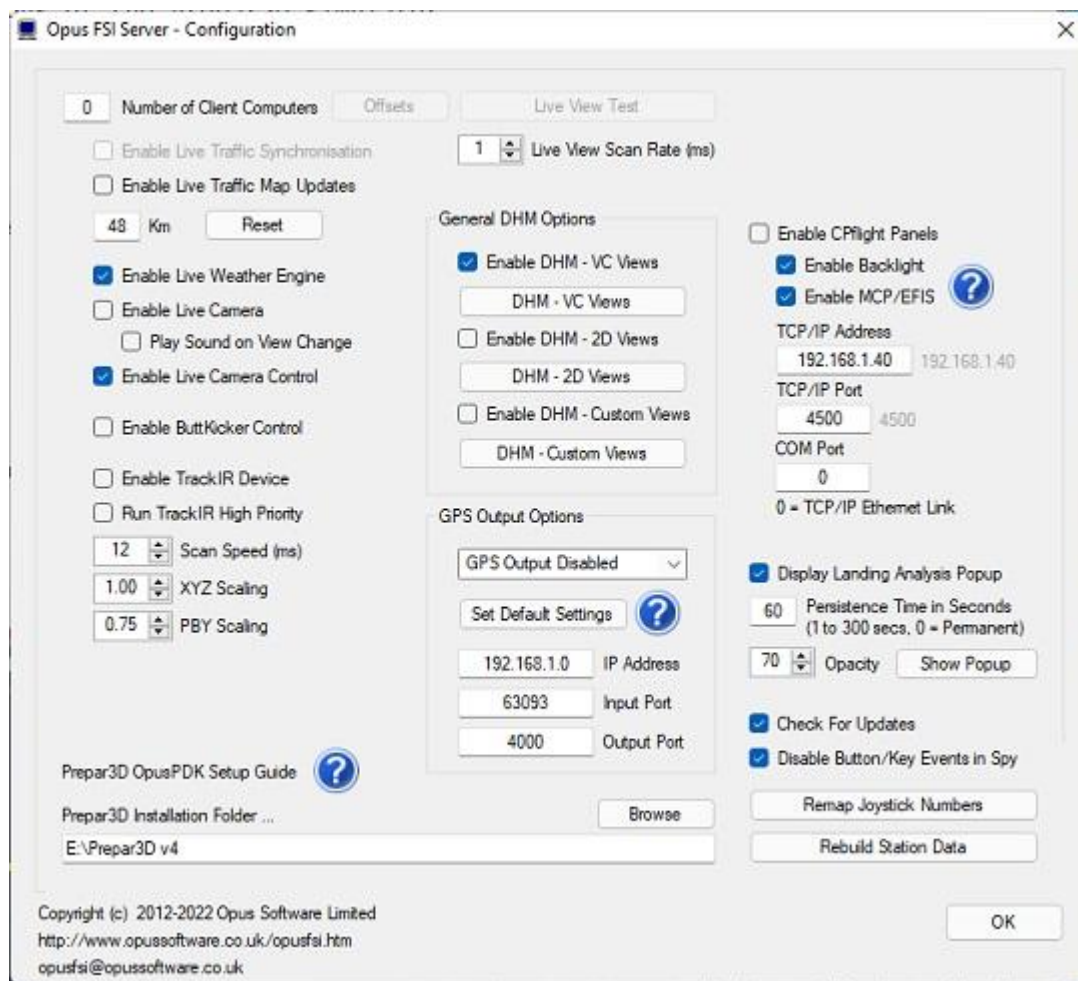 Opus FSI Server - Configuration
0 Number of Client Computers Offsets Live View Test
Enable Live Traffic Synchronisation
1 Live View Scan Rate (ms)
Enable Live Traffic Map Updates
48 Km Reset
Enable Live Weather Engine
Enable Live Camera
Play Sound on View Change
Enable Live Camera Control
Enable ButtKicker Control
Enable TrackIR Device
Run TrackIR High Priority
12 Scan Speed (ms)
1.00 XYZ Scaling
0.75 PBY Scaling
General DHM Options
Enable DHM - VC Views
DHM - VC Views
Enable DHM - 2D Views
DHM - 2D Views
Enable DHM - Custom Views
DHM - Custom Views
GPS Output Options
GPS Output Disabled
Set Default Settings ?
192.168.1.0 IP Address
63093 Input Port
4000 Output Port
Enable CPflight Panels
Enable Backlight
Enable MCP/EFIS ?
TCP/IP Address
192.168.1.40 192.168.1.40
TCP/IP Port
4500 4500
COM Port
0
0 = TCP/IP Ethernet Link
Display Landing Analysis Popup
60 Persistence Time in Seconds
(1 to 300 secs, 0 = Permanent)
70 Opacity Show Popup
Check For Updates
Disable Button/Key Events in Spy
Remap Joystick Numbers
Rebuild Station Data
Prepar3D OpusPDK Setup Guide ?
Prepar3D Installation Folder ... Browse
E:\Prepar3D v4
Copyright (c) 2012-2022 Opus Software Limited
http://www.opussoftware.co.uk/opusfsi.htm
opusfsi@opussoftware.co.uk
OK